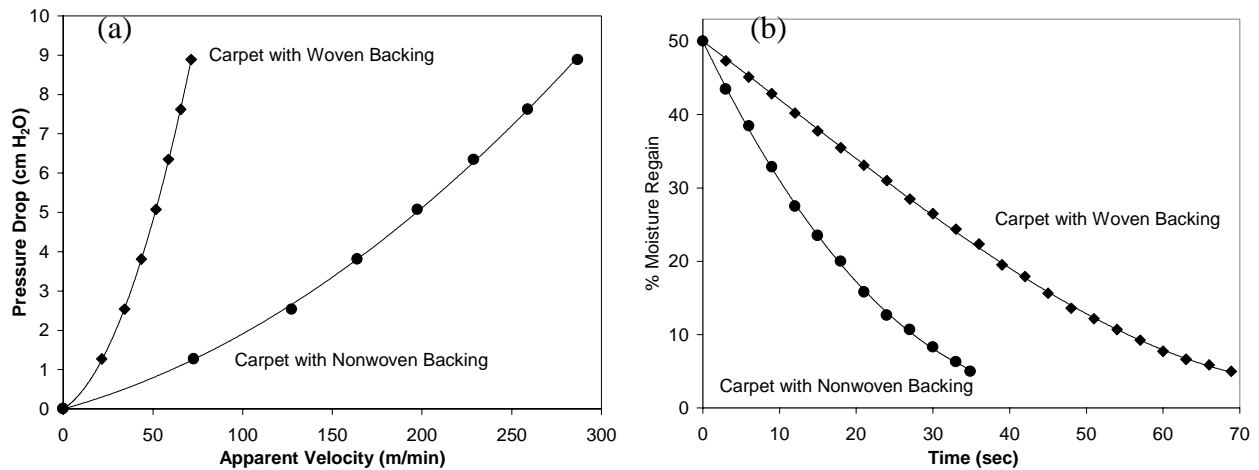 (a)
Pressure Drop (cm H₂O)
10
9
8
7
6
5
4
3
2
1
0
Carpet with Woven Backing
Carpet with Nonwoven Backing
0 50 100 150 200 250 300
Apparent Velocity (m/min)
(b)
% Moisture Regain
50
40
30
20
10
0
Carpet with Woven Backing
Carpet with Nonwoven Backing
0 10 20 30 40 50 60 70
Time (sec)